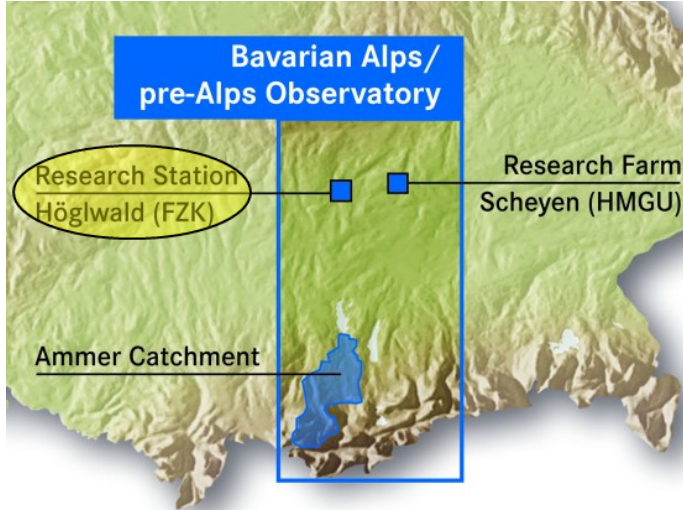 Bavarian Alps/
pre-Alps Observatory
Research Station
Höglwald (FZK)
Research Farm
Scheyen (HMGU)
Ammer Catchment